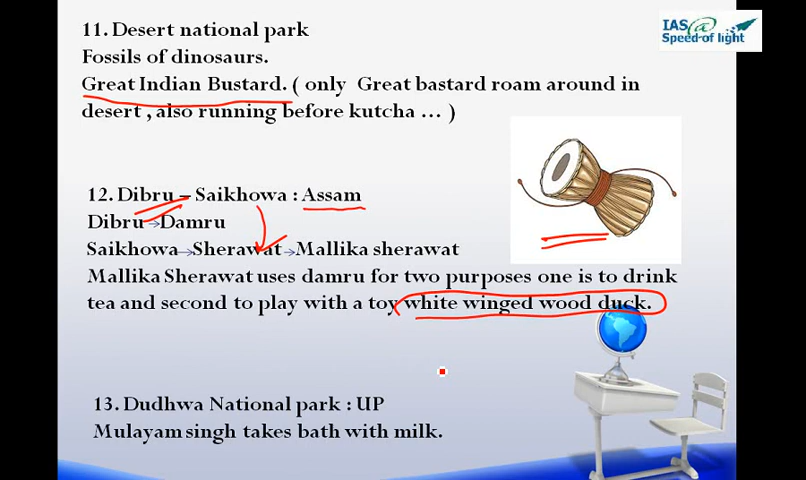 IAS@
Speed of light
11. Desert national park
Fossils of dinosaurs.
Great Indian Bustard. ( only Great bastard roam around in
desert , also running before kutcha ... )
12. Dibru – Saikhowa : Assam
Dibru→Damru
Saikhowa→Sherawat→Mallika sherawat
Mallika Sherawat uses damru for two purposes one is to drink
tea and second to play with a toy white winged wood duck.
13. Dudhwa National park : UP
Mulayam singh takes bath with milk.